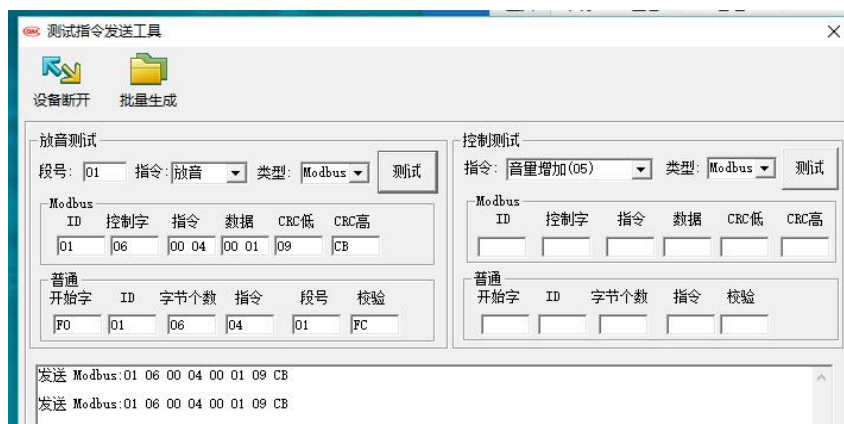 测试指令发送工具
设备断开 批量生成
放音测试
段号: 01 指令: 放音 类型: Modbus 测试
Modbus
ID 控制字 指令 数据 CRC低 CRC高
01 06 00 04 00 01 09 CB
普通
开始字 ID 字节个数 指令 段号 校验
F0 01 06 04 01 FC
控制测试
指令: 音量增加(05) 类型: Modbus 测试
Modbus
ID 控制字 指令 数据 CRC低 CRC高
普通
开始字 ID 字节个数 指令 校验
发送 Modbus:01 06 00 04 00 01 09 CB
发送 Modbus:01 06 00 04 00 01 09 CB